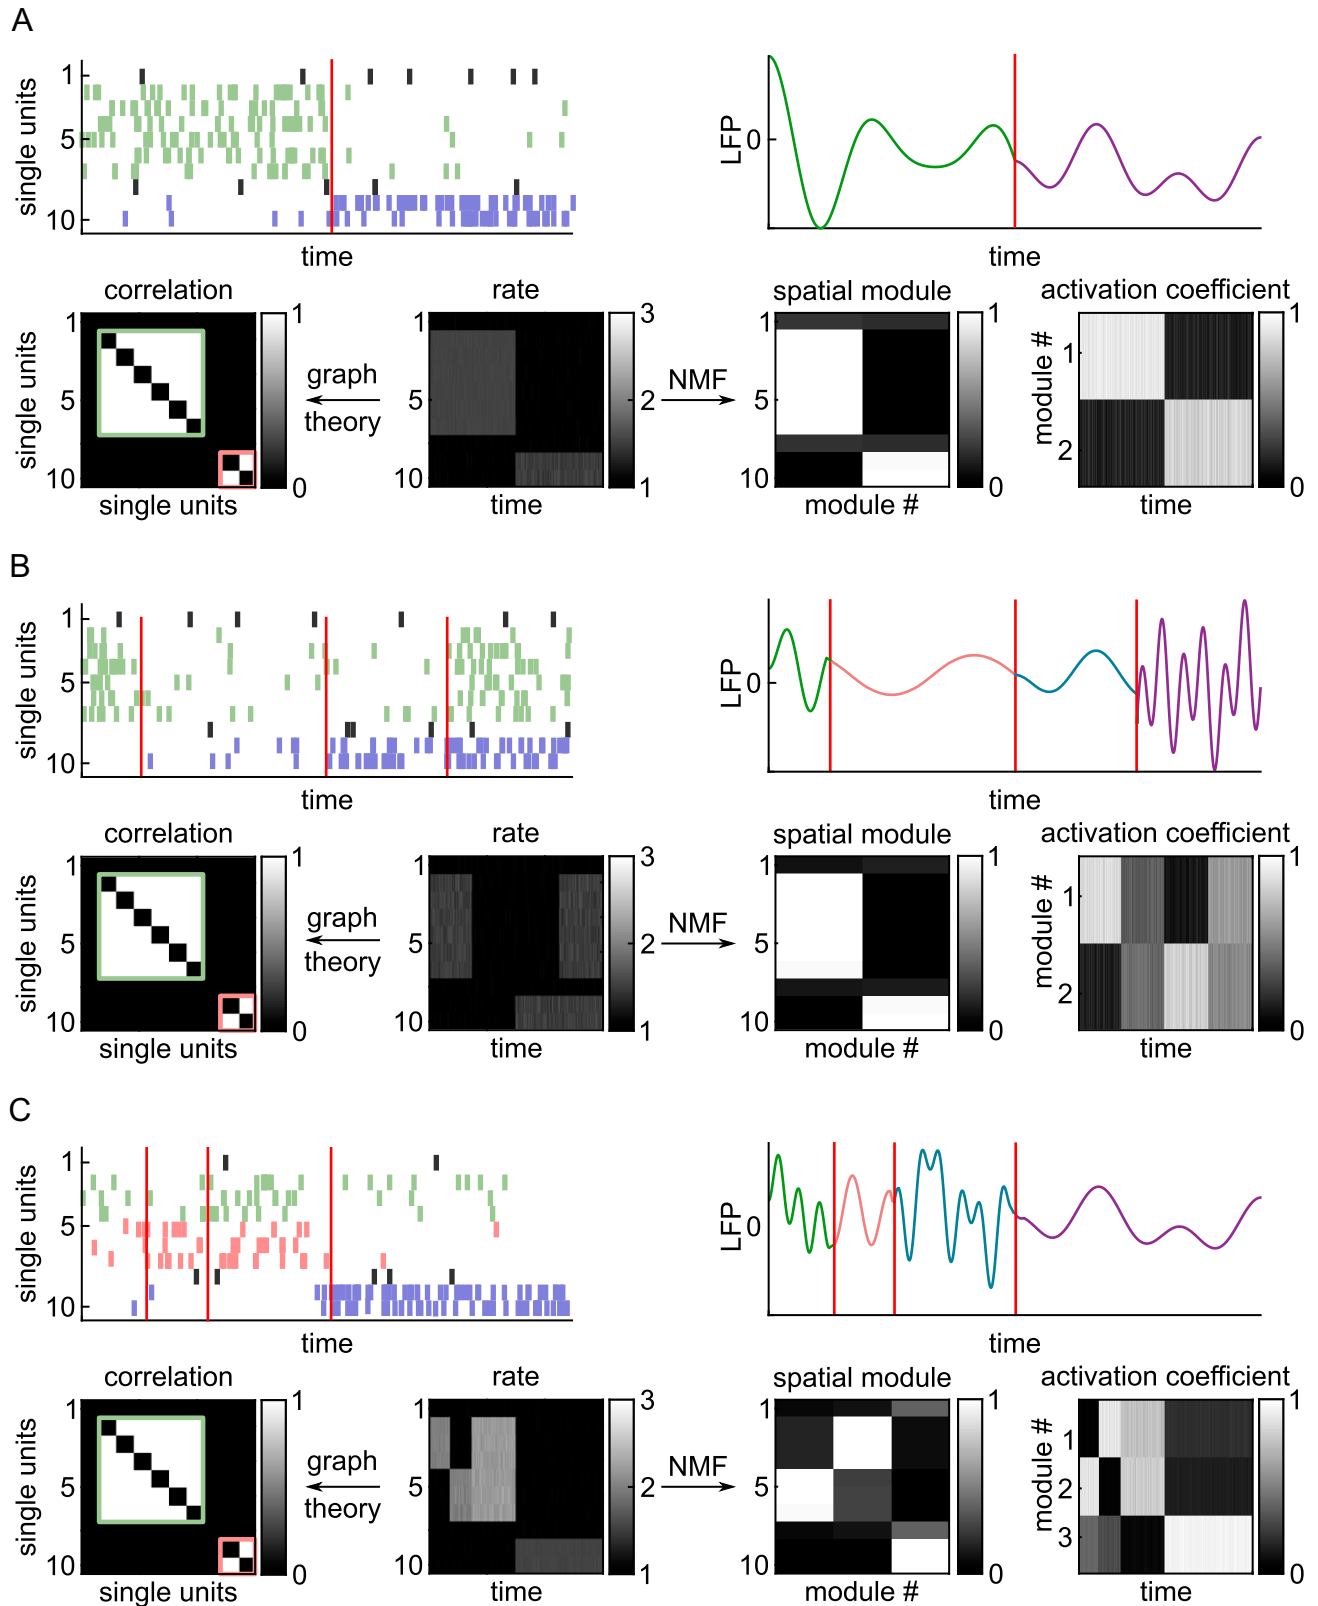 A
single units
1
5
10
time
LFP
0
time
correlation
rate
spatial module
activation coefficient
single units
1
5
10
single units
1
0
graph
theory
1
5
10
time
3
2
1
NMF
1
5
10
module #
1
0
module #
1
2
time
1
0
B
single units
1
5
10
time
LFP
0
time
correlation
rate
spatial module
activation coefficient
single units
1
5
10
single units
1
0
graph
theory
1
5
10
time
3
2
1
NMF
1
5
10
module #
1
0
module #
1
2
time
1
0
C
single units
1
5
10
time
LFP
0
time
correlation
rate
spatial module
activation coefficient
single units
1
5
10
single units
1
0
graph
theory
1
5
10
time
3
2
1
NMF
1
5
10
module #
1
0
module #
1
2
3
time
1
0